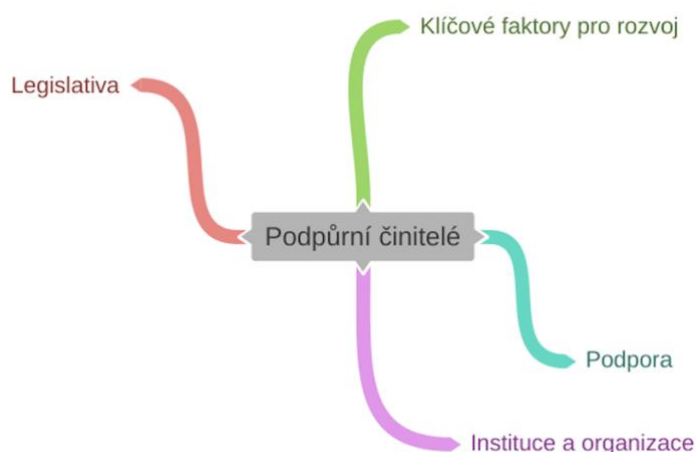 Klíčové faktory pro rozvoj
Legislativa
Podpůrní činitelé
Podpora
Instituce a organizace